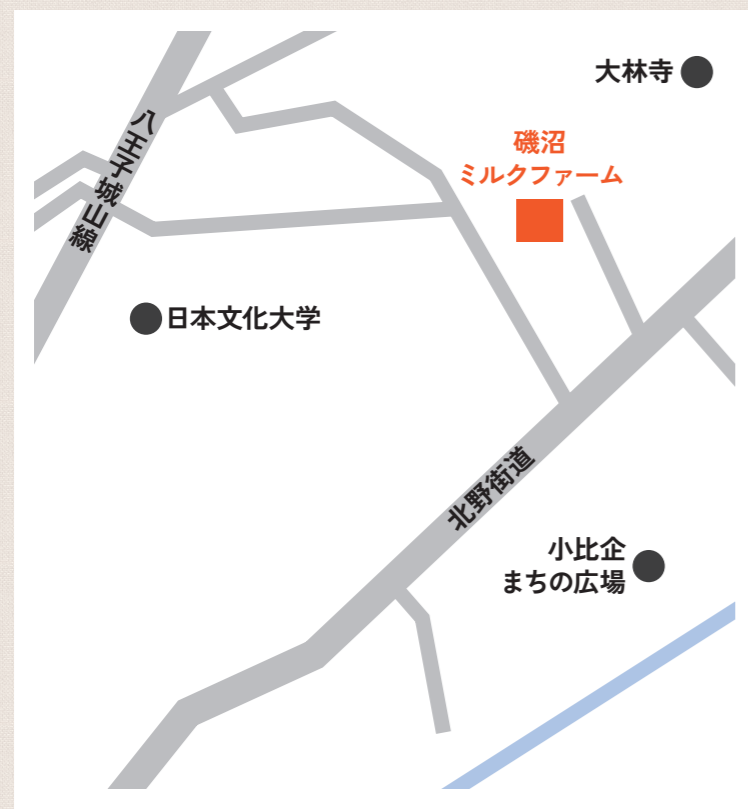 大林寺
磯沼
ミルクファーム
八王子城山線
日本文化大学
北野街道
小比企
まちの広場